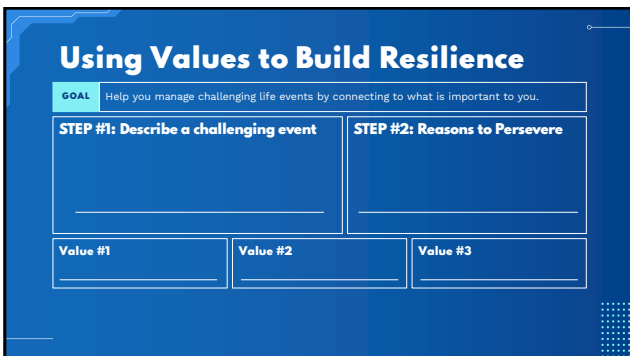 Using Values to Build Resilience
GOAL Help you manage challenging life events by connecting to what is important to you.
STEP #1: Describe a challenging event
STEP #2: Reasons to Persevere
Value #1
Value #2
Value #3